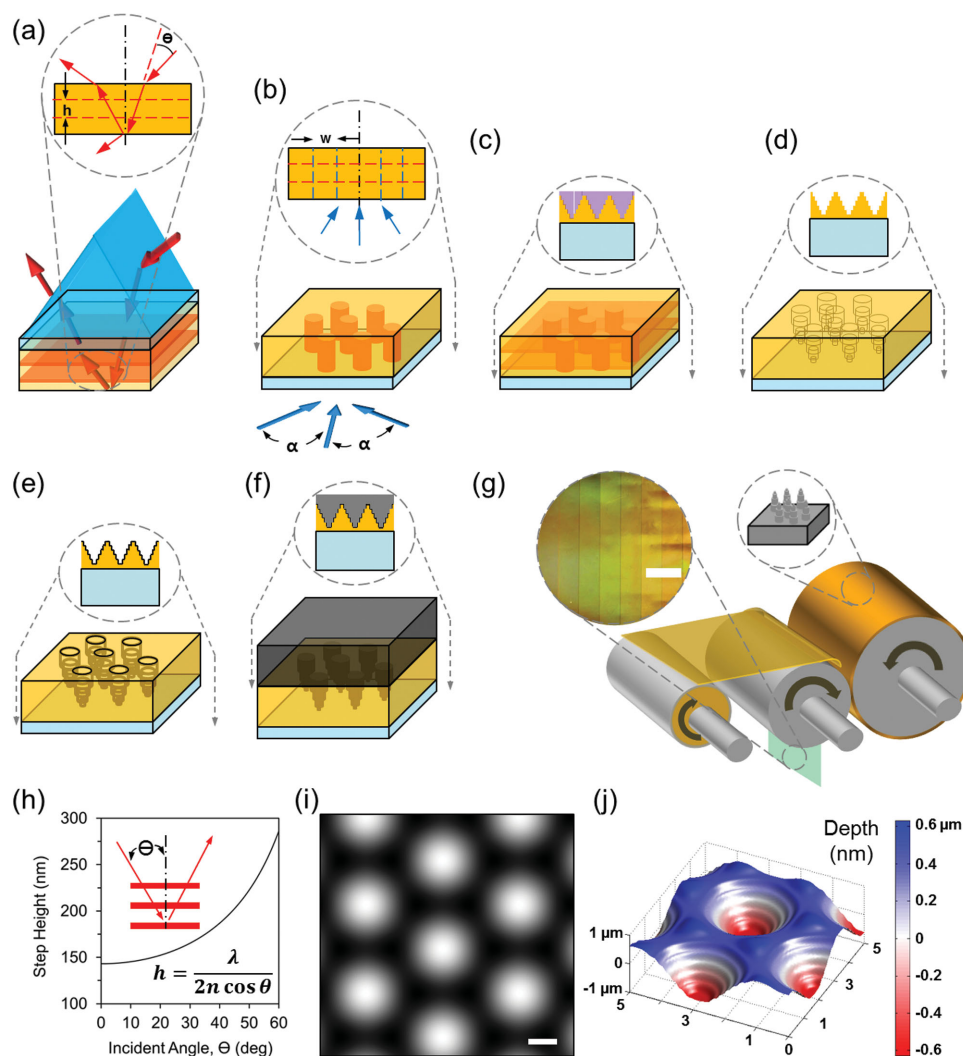 (a)
ϴ
h
(b)
w
α
α
(c)
(d)
(e)
(f)
(g)
(h)
300
250
200
150
100
Step Height (nm)
ϴ
h = λ / 2n cos θ
0 10 20 30 40 50 60
Incident Angle, ϴ (deg)
(i)
(j)
Depth
(nm)
0.6 µm
0.4
0.2
0
-0.2
-0.4
-0.6
1 µm
0
-1 µm
5
3
1
0
1
3
5